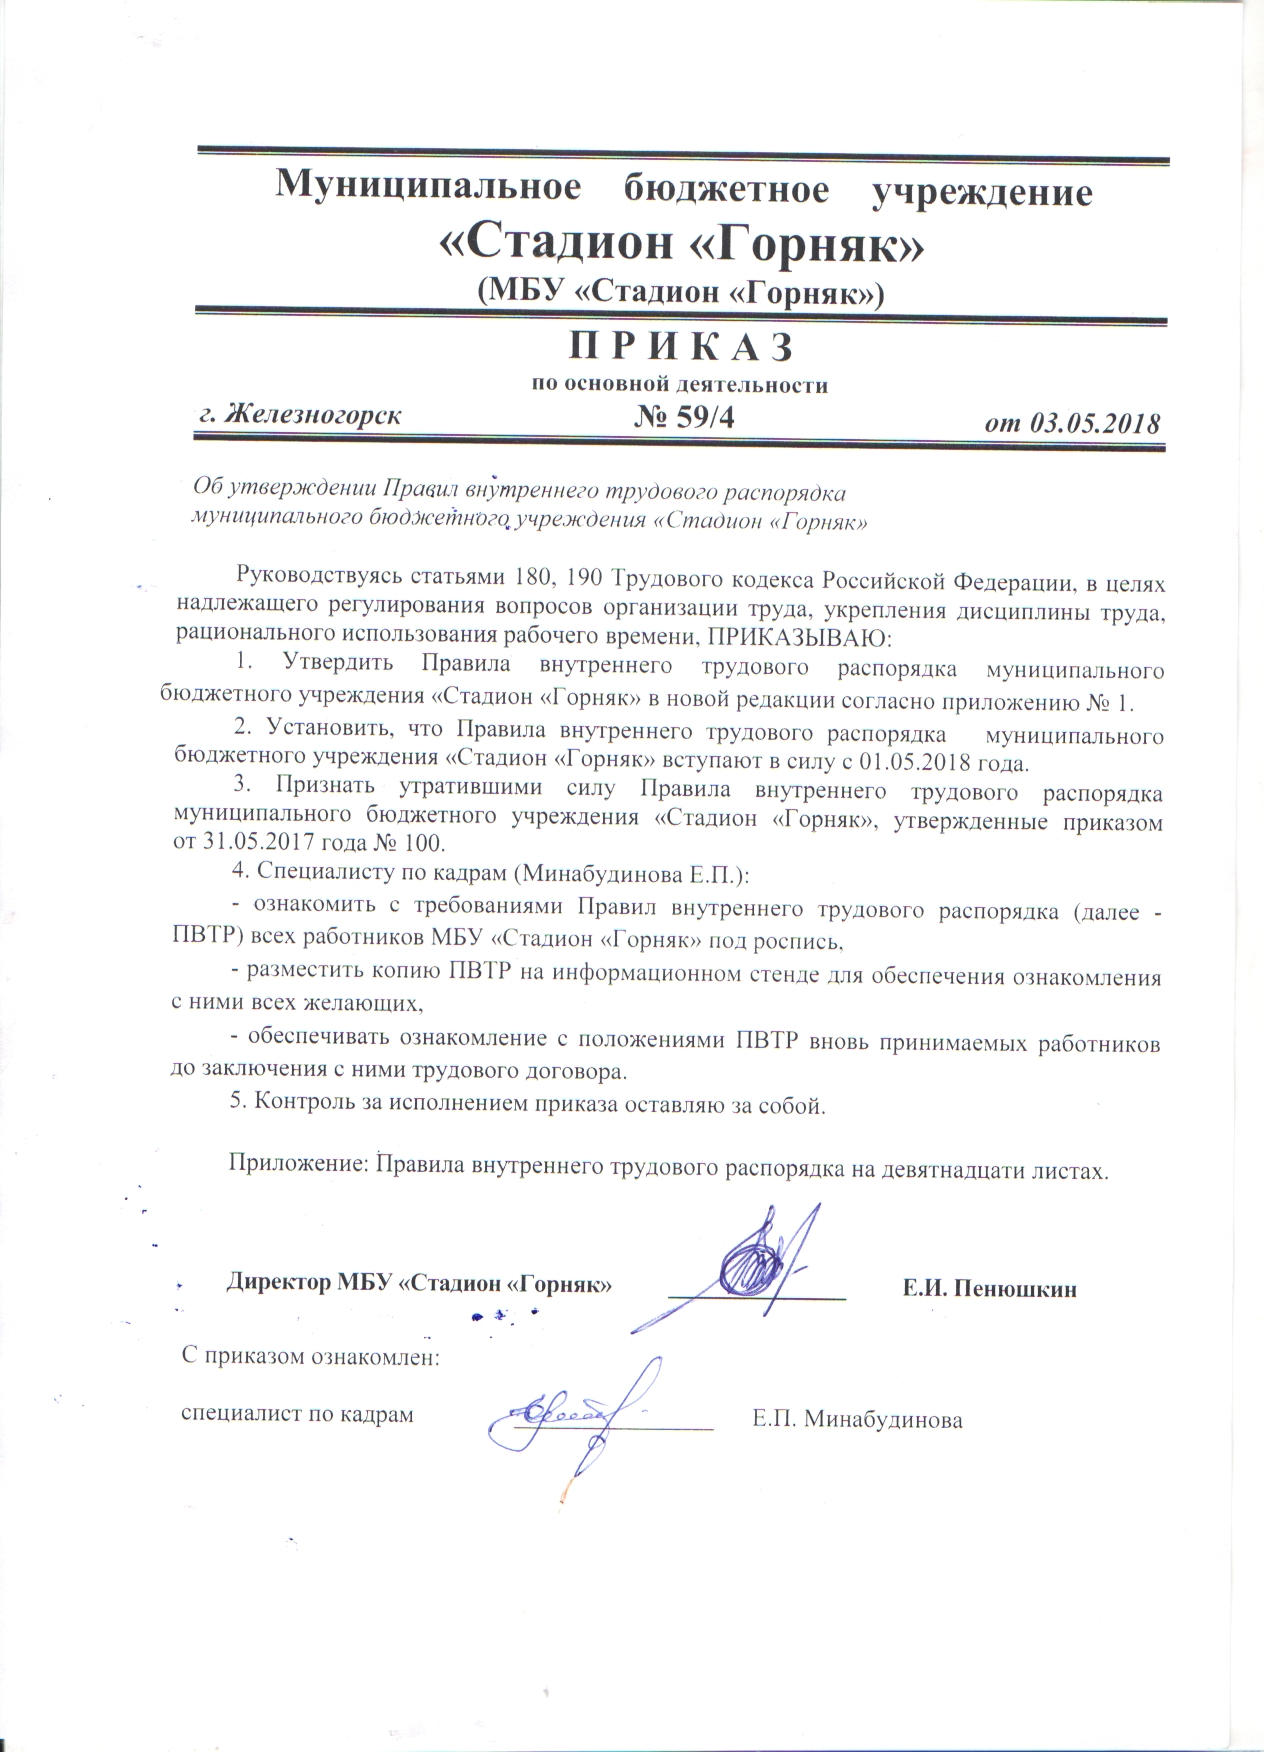 Муниципальное бюджетное учреждение
«Стадион «Горняк»
(МБУ «Стадион «Горняк»)
П Р И К А З
по основной деятельности
г. Железногорск № 59/4 от 03.05.2018
Об утверждении Правил внутреннего трудового распорядка
муниципального бюджетного учреждения «Стадион «Горняк»
Руководствуясь статьями 180, 190 Трудового кодекса Российской Федерации, в целях
надлежащего регулирования вопросов организации труда, укрепления дисциплины труда,
рационального использования рабочего времени, ПРИКАЗЫВАЮ:
1. Утвердить Правила внутреннего трудового распорядка муниципального
бюджетного учреждения «Стадион «Горняк» в новой редакции согласно приложению № 1.
2. Установить, что Правила внутреннего трудового распорядка муниципального
бюджетного учреждения «Стадион «Горняк» вступают в силу с 01.05.2018 года.
3. Признать утратившими силу Правила внутреннего трудового распорядка
муниципального бюджетного учреждения «Стадион «Горняк», утвержденные приказом
от 31.05.2017 года № 100.
4. Специалисту по кадрам (Минабудинова Е.П.):
- ознакомить с требованиями Правил внутреннего трудового распорядка (далее -
ПВТР) всех работников МБУ «Стадион «Горняк» под роспись,
- разместить копию ПВТР на информационном стенде для обеспечения ознакомления
с ними всех желающих,
- обеспечивать ознакомление с положениями ПВТР вновь принимаемых работников
до заключения с ними трудового договора.
5. Контроль за исполнением приказа оставляю за собой.
Приложение: Правила внутреннего трудового распорядка на девятнадцати листах.
Директор МБУ «Стадион «Горняк» Е.И. Пенюшкин
С приказом ознакомлен:
специалист по кадрам Е.П. Минабудинова